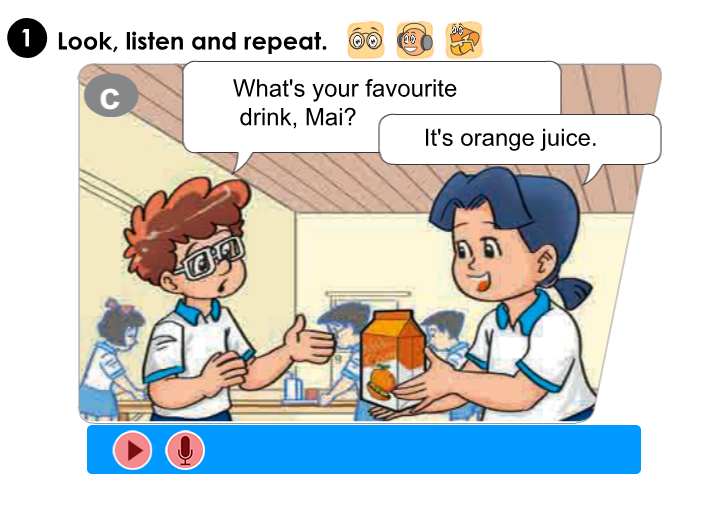 1 Look, listen and repeat.
c
What's your favourite
drink, Mai?
It's orange juice.